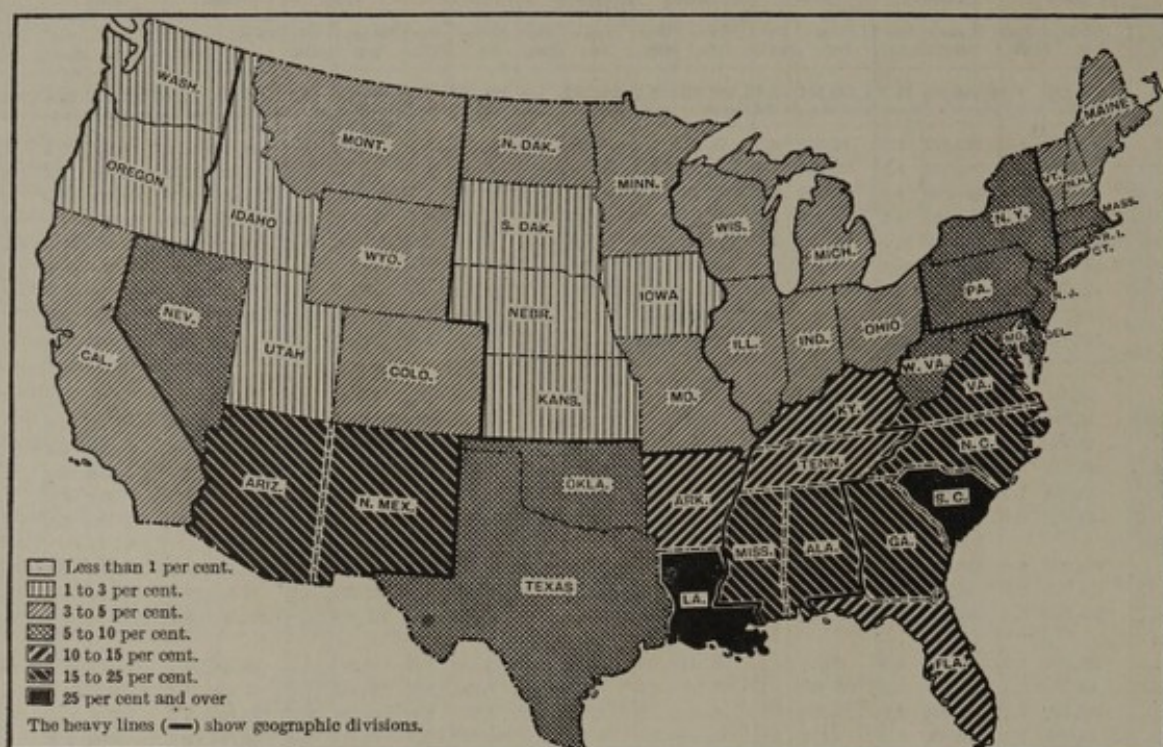 WASH.
OREGON
IDAHO
MONT.
WYO.
N. DAK.
S. DAK.
NEBR.
KANS.
MINN.
IOWA
MO.
WIS.
MICH.
ILL.
IND.
OHIO
MAINE
VT.
N.H.
MASS.
R. I.
CT.
N. Y.
PA.
N. J.
DEL.
MD.
W. VA.
VA.
N. C.
S. C.
GA.
FLA.
KY.
TENN.
ALA.
MISS.
ARK.
LA.
OKLA.
TEXAS
N. MEX.
ARIZ.
COLO.
UTAH
NEV.
CAL.
Less than 1 per cent.
1 to 3 per cent.
3 to 5 per cent.
5 to 10 per cent.
10 to 15 per cent.
15 to 25 per cent.
25 per cent and over
The heavy lines (—) show geographic divisions.